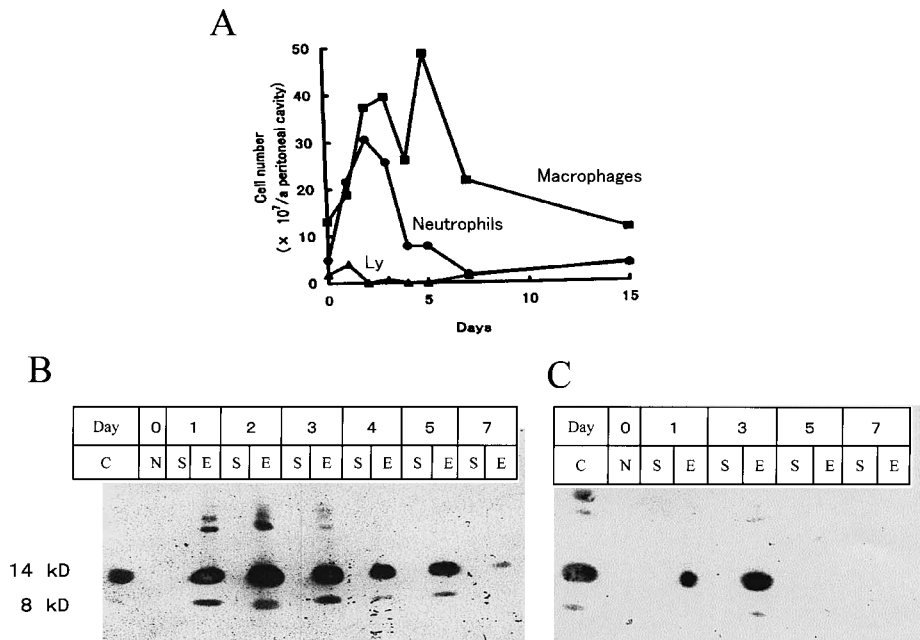 A
50
40
30
20
10
0
Cell number
(× 10⁷/a peritoneal cavity)
Macrophages
Neutrophils
Ly
0 5 10 15
Days
B
Day 0 1 2 3 4 5 7
C N S E S E S E S E S E S E
14 kD
8 kD
C
Day 0 1 3 5 7
C N S E S E S E S E